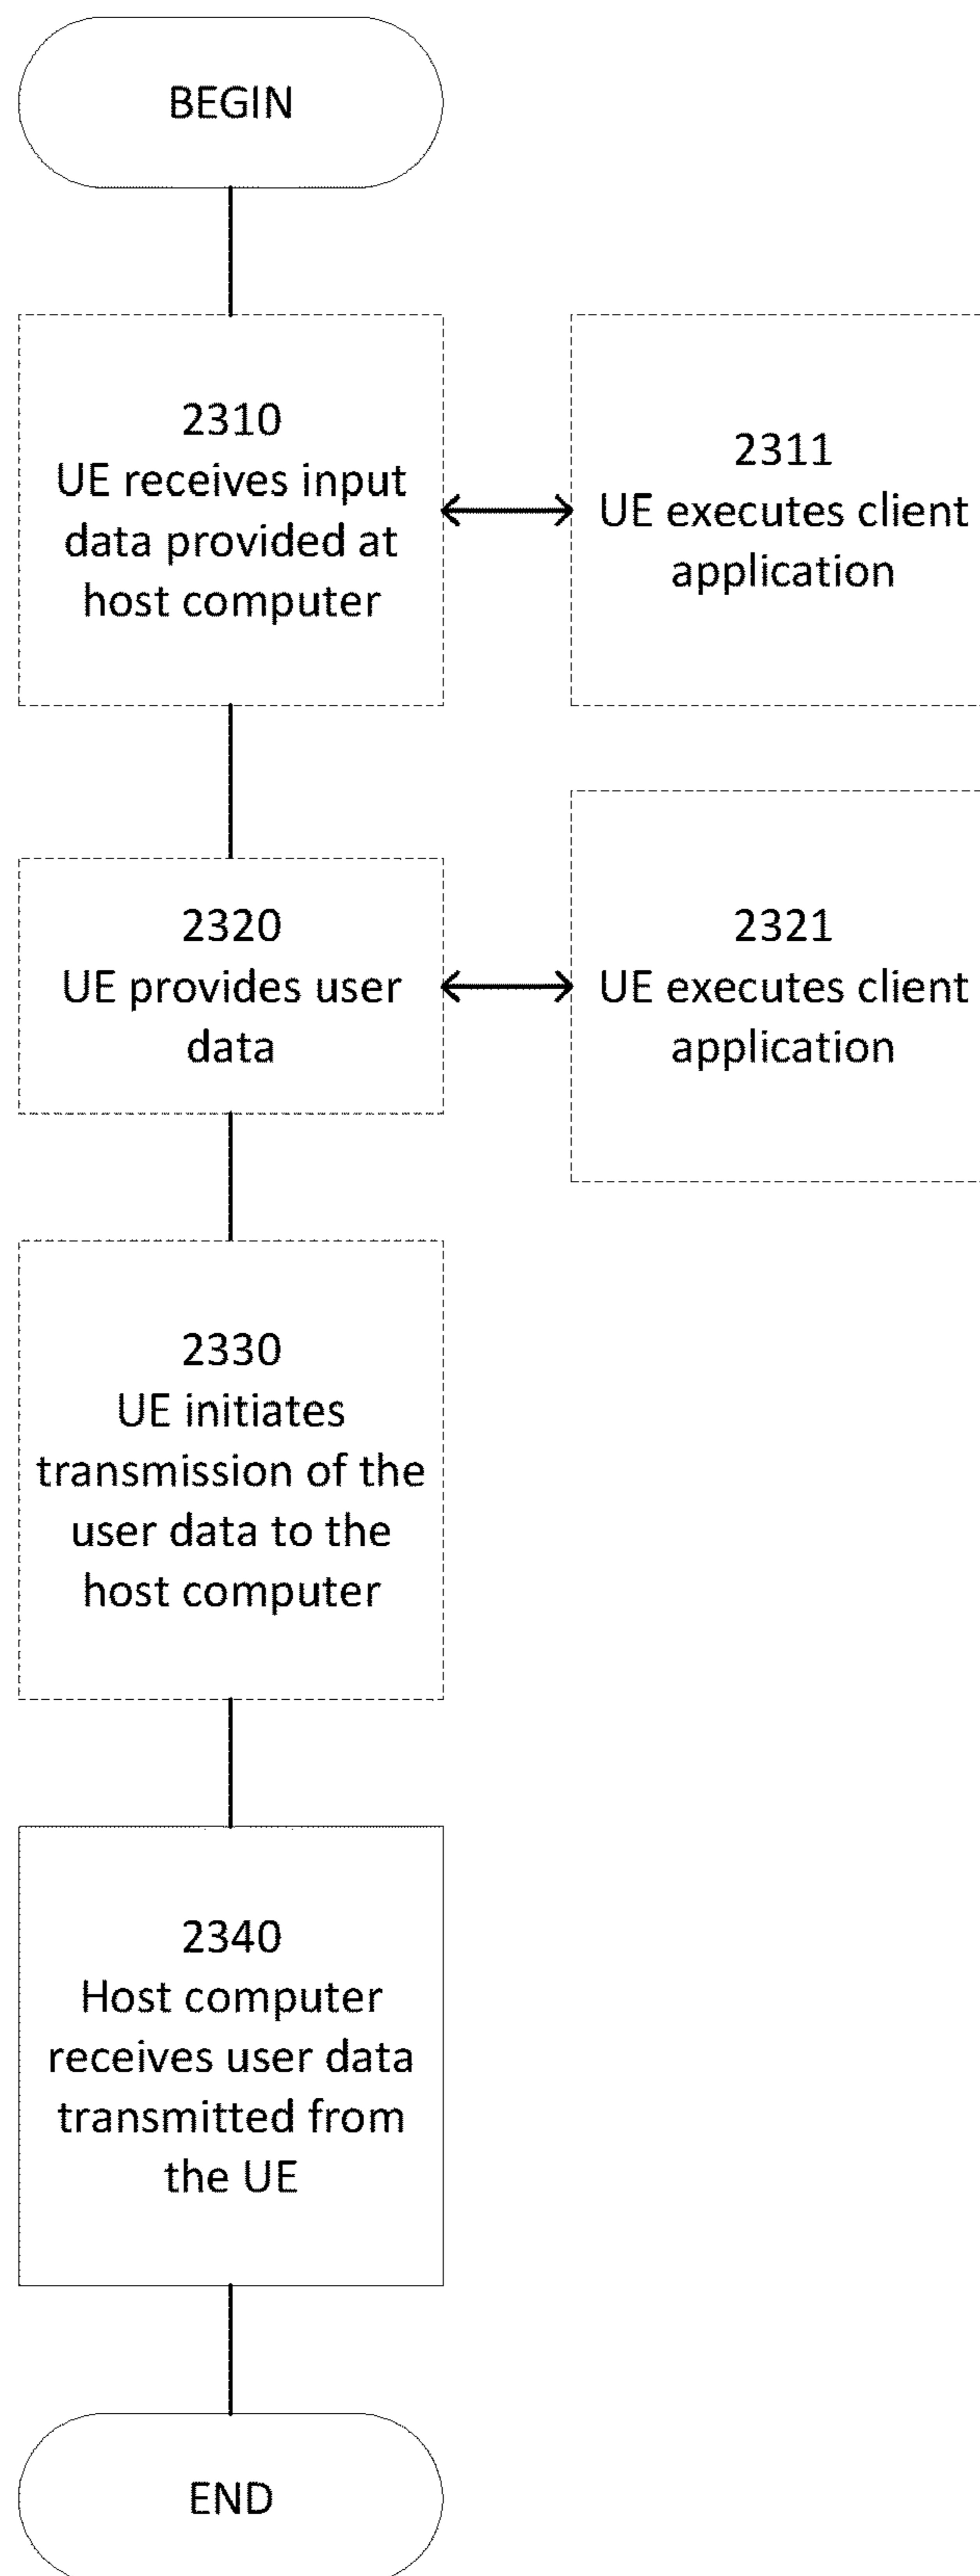 BEGIN
2310
UE receives input
data provided at
host computer
2311
UE executes client
application
2320
UE provides user
data
2321
UE executes client
application
2330
UE initiates
transmission of the
user data to the
host computer
2340
Host computer
receives user data
transmitted from
the UE
END